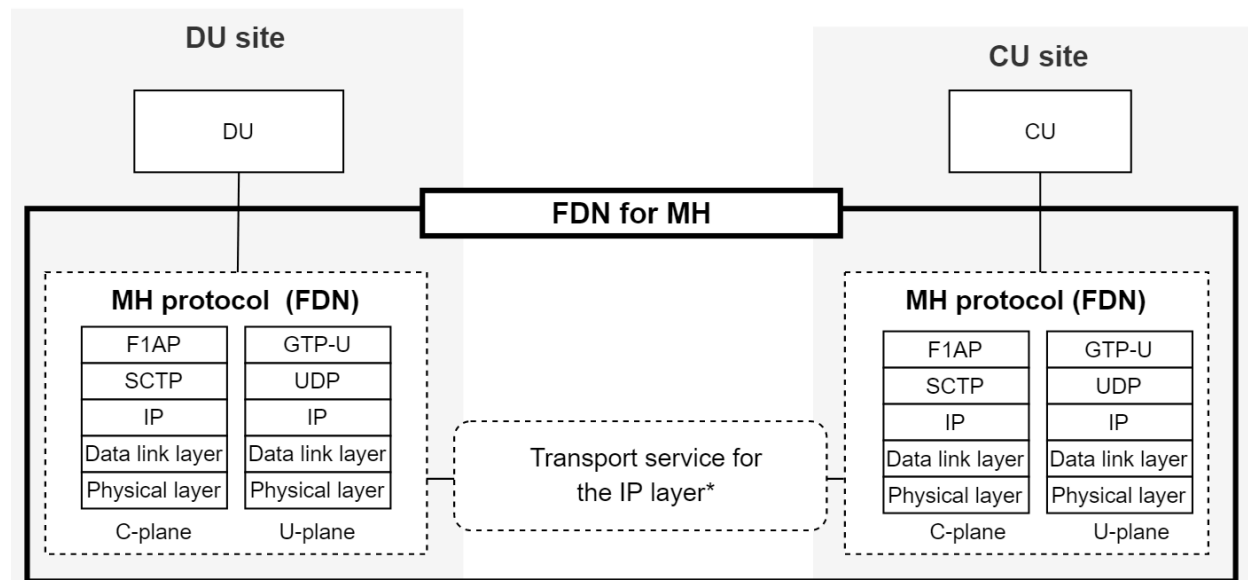 DU site
CU site
DU
CU
FDN for MH
MH protocol (FDN)
F1AP
SCTP
IP
Data link layer
Physical layer
C-plane
GTP-U
UDP
IP
Data link layer
Physical layer
U-plane
Transport service for
the IP layer*
MH protocol (FDN)
F1AP
SCTP
IP
Data link layer
Physical layer
C-plane
GTP-U
UDP
IP
Data link layer
Physical layer
U-plane